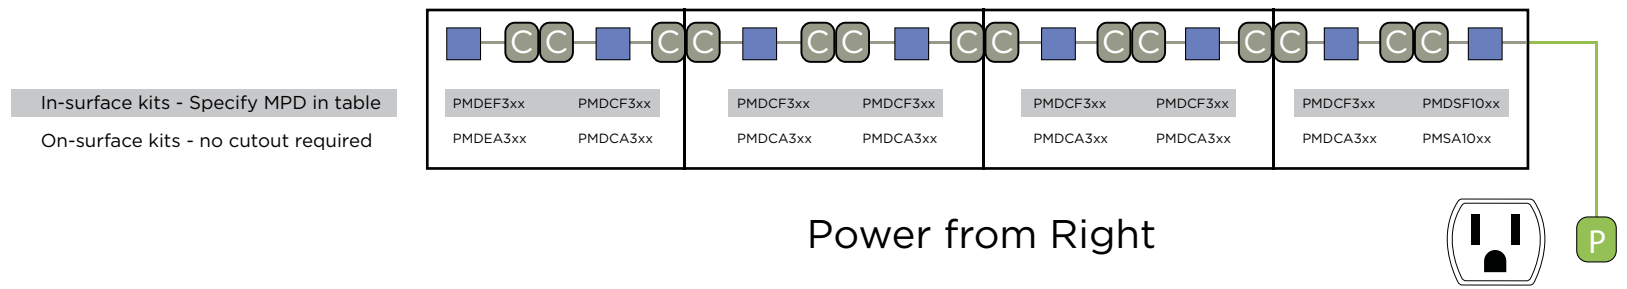 C C C C C C C C C C C C C C
In-surface kits - Specify MPD in table PMDEF3xx PMDCF3xx PMDCF3xx PMDCF3xx PMDCF3xx PMDCF3xx PMDCF3xx PMDSF10xx
On-surface kits - no cutout required PMDEA3xx PMDCA3xx PMDCA3xx PMDCA3xx PMDCA3xx PMDCA3xx PMDCA3xx PMSA10xx
Power from Right
P